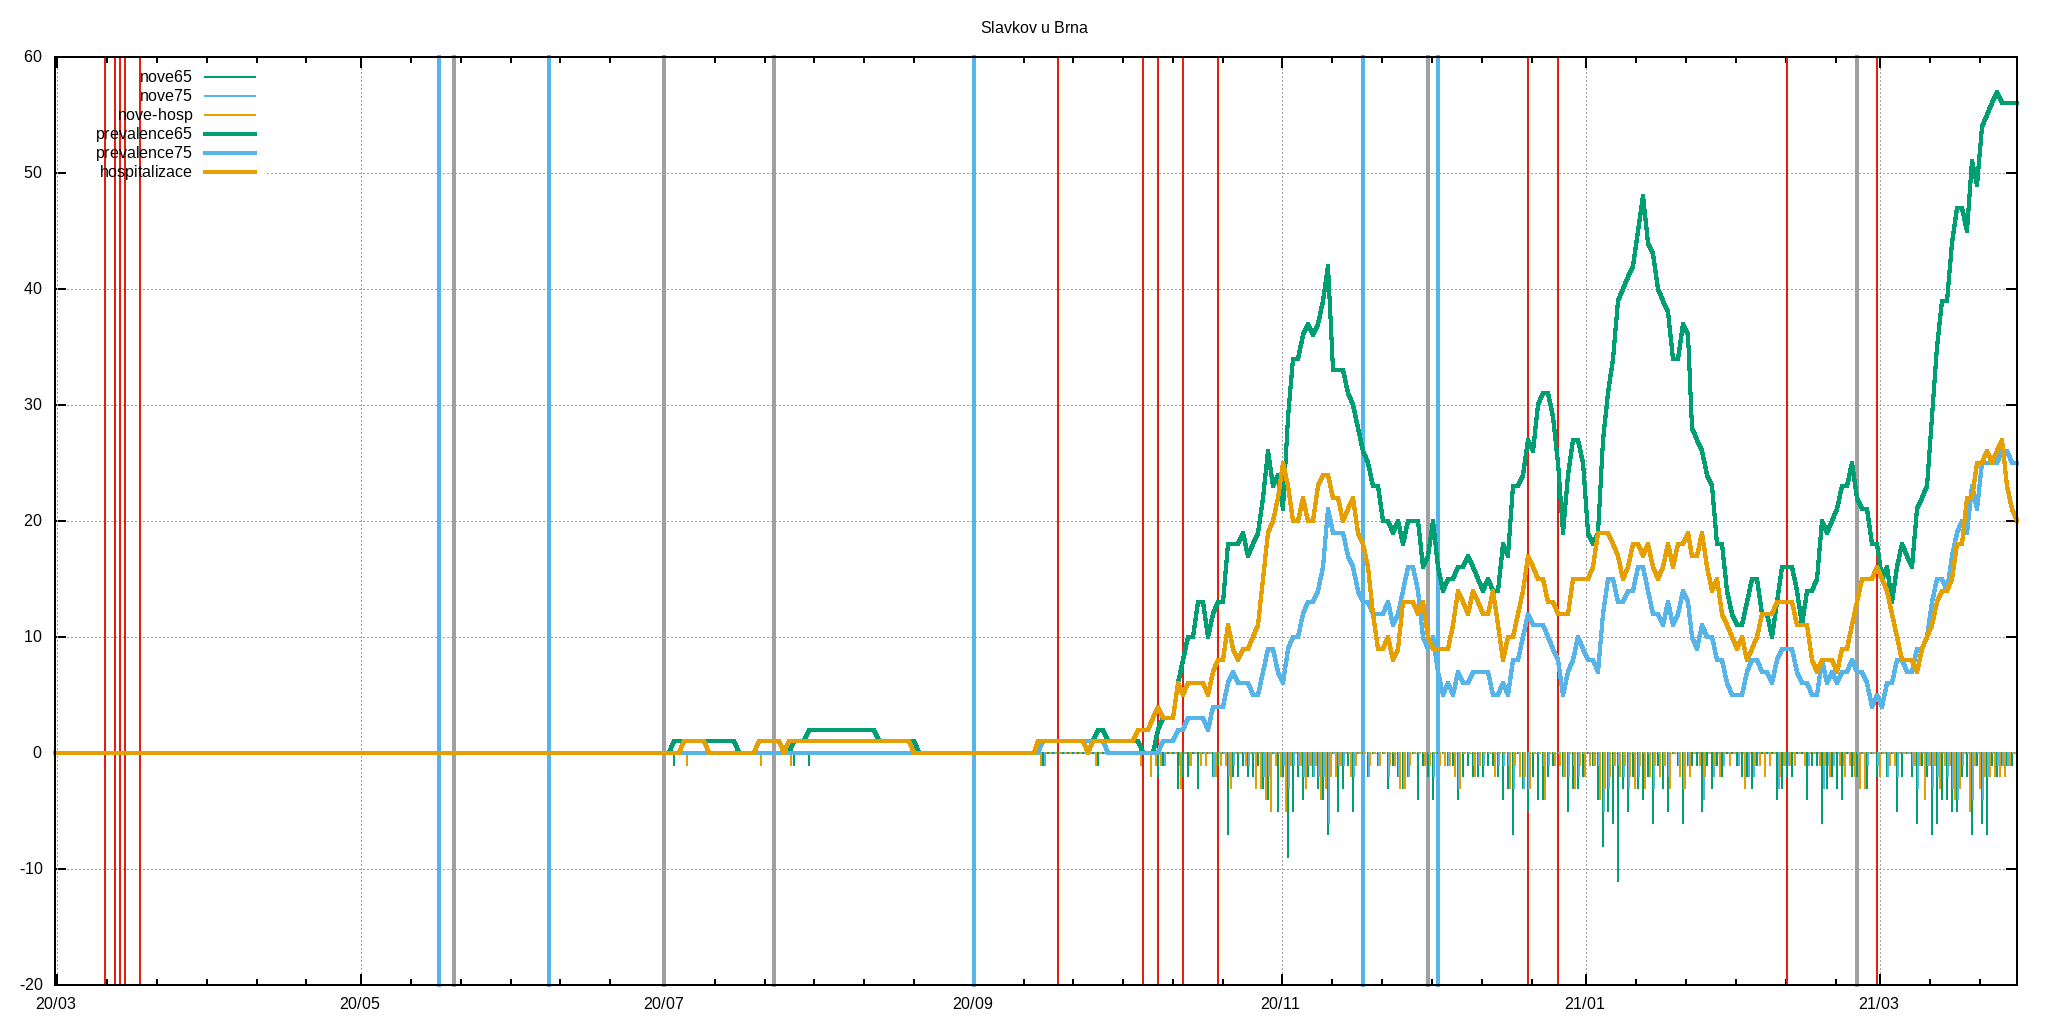 Slavkov u Brna
60
nove65
nove75
nove-hosp
prevalence65
prevalence75
hospitalizace
50
40
30
20
10
0
-10
-20
20/03 20/05 20/07 20/09 20/11 21/01 21/03